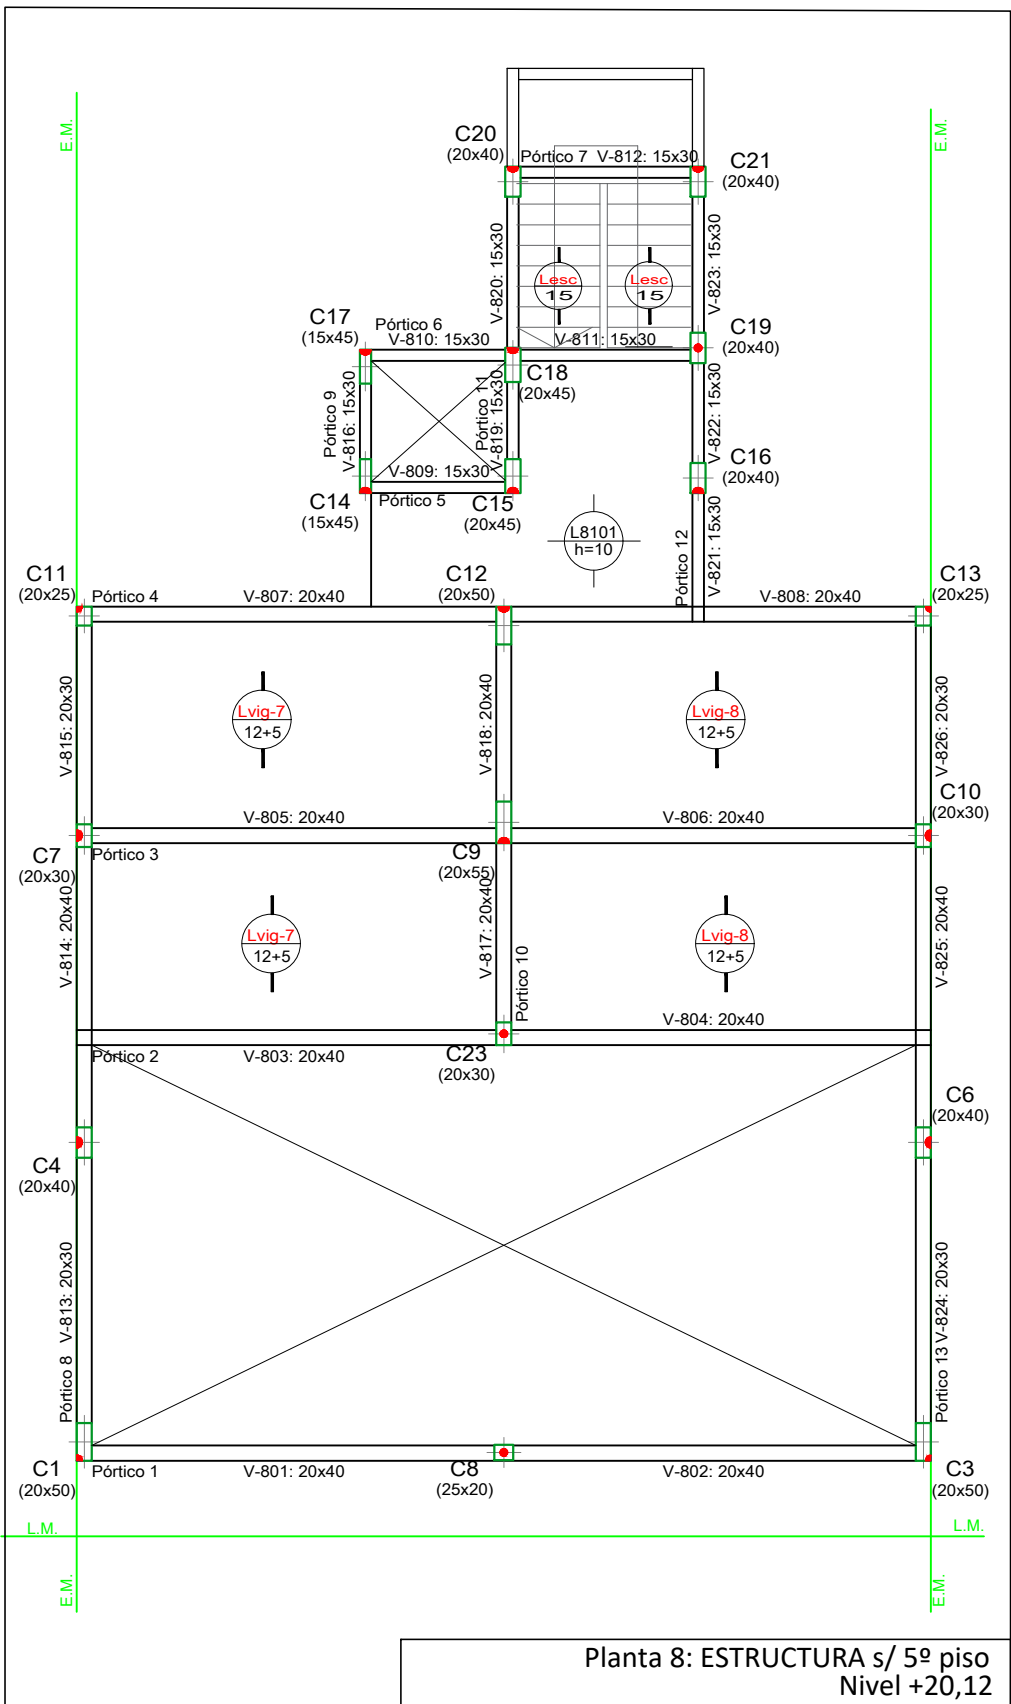 E.M.
E.M.
C20
(20x40)
Pórtico 7
V-812: 15x30
C21
(20x40)
V-820: 15x30
Lesc
15
Lesc
15
V-823: 15x30
C17
(15x45)
Pórtico 6
V-810: 15x30
V-811: 15x30
C19
(20x40)
C18
(20x45)
Pórtico 9
V-816: 15x30
Pórtico 11
V-819: 15x30
V-822: 15x30
V-809: 15x30
C16
(20x40)
C14
(15x45)
Pórtico 5
C15
(20x45)
L8101
h=10
Pórtico 12
V-821: 15x30
C11
(20x25)
Pórtico 4
V-807: 20x40
C12
(20x50)
V-808: 20x40
C13
(20x25)
V-815: 20x30
Lvig-7
12+5
V-818: 20x40
Lvig-8
12+5
V-826: 20x30
C10
(20x30)
V-805: 20x40
V-806: 20x40
C7
(20x30)
Pórtico 3
C9
(20x55)
V-814: 20x40
Lvig-7
12+5
V-817: 20x40
Pórtico 10
Lvig-8
12+5
V-825: 20x40
V-804: 20x40
Pórtico 2
V-803: 20x40
C23
(20x30)
C6
(20x40)
C4
(20x40)
V-813: 20x30
Pórtico 8
V-824: 20x30
Pórtico 13
C1
(20x50)
Pórtico 1
V-801: 20x40
C8
(25x20)
V-802: 20x40
C3
(20x50)
L.M.
L.M.
E.M.
E.M.
Planta 8: ESTRUCTURA s/ 5º piso
Nivel +20,12